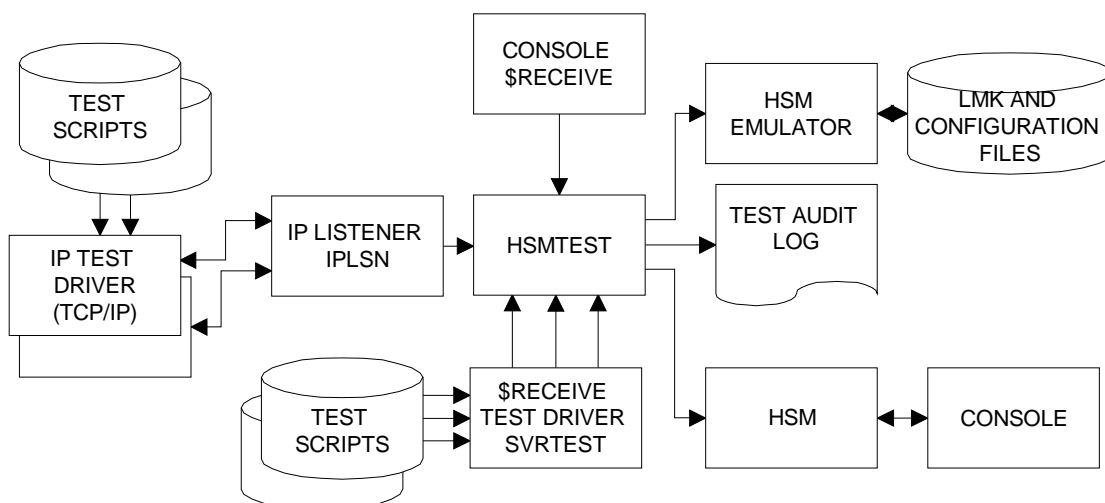 CONSOLE
$RECEIVE
TEST
SCRIPTS
HSM
EMULATOR
LMK AND
CONFIGURATION
FILES
IP TEST
DRIVER
(TCP/IP)
IP LISTENER
IPLSN
HSMTEST
TEST AUDIT
LOG
TEST
SCRIPTS
$RECEIVE
TEST DRIVER
SVRTEST
HSM
CONSOLE